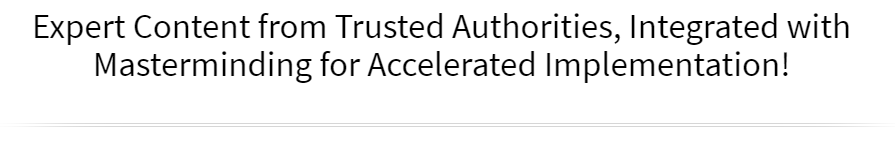 Expert Content from Trusted Authorities, Integrated with
Masterminding for Accelerated Implementation!